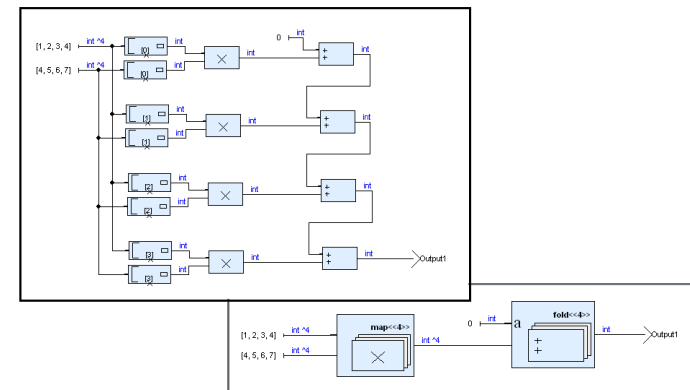 [1, 2, 3, 4] int ^4 [0] int int 0 int + + int
[4, 5, 6, 7] int ^4 [0] int
[1] int int + + int
[1] int
[2] int int + + int
[2] int
[3] int int + + int Output1
[3] int
[1, 2, 3, 4] int ^4 map<<4>> int ^4 0 int a fold<<4>> + + int Output1
[4, 5, 6, 7] int ^4